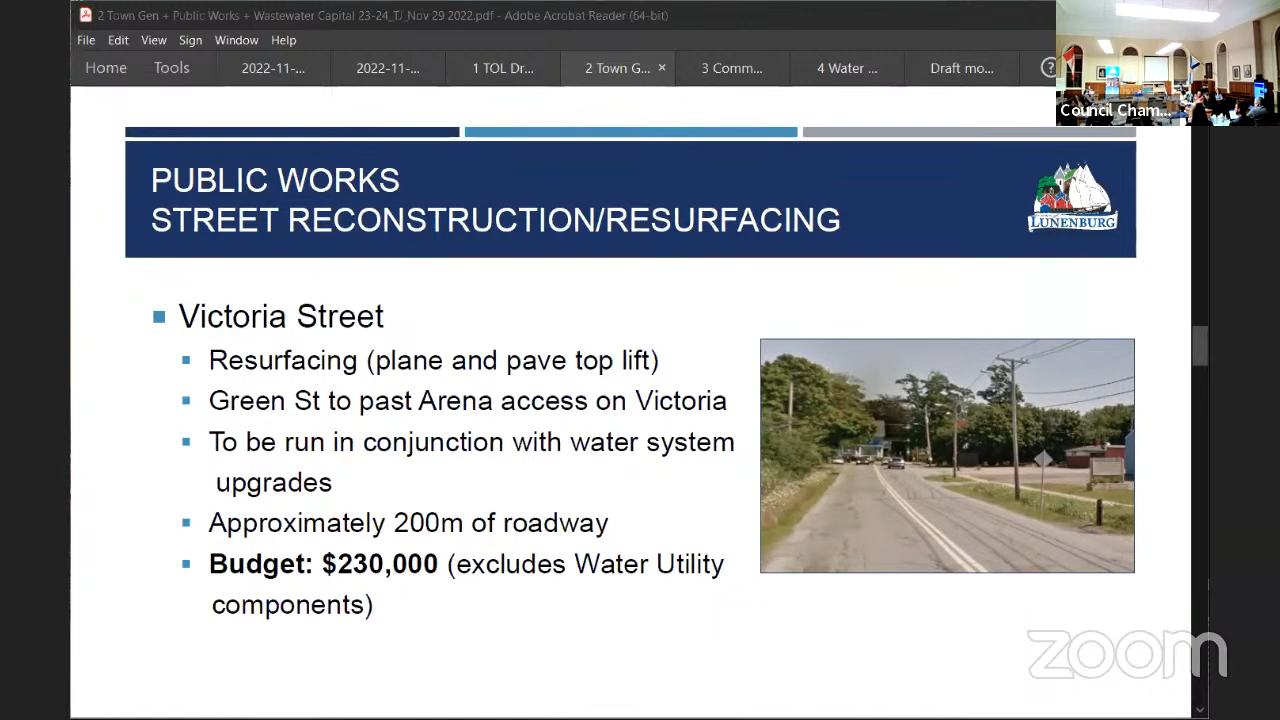 2 Town Gen + Public Works + Wastewater Capital 23-24_TJ_Nov 29 2022.pdf - Adobe Acrobat Reader (64-bit)
File Edit View Sign Window Help
Home Tools 2022-11-... 2022-11-... 1 TOL Dr... 2 Town G... × 3 Comm... 4 Water ... Draft mo... ?
Council Cham...
PUBLIC WORKS
STREET RECONSTRUCTION/RESURFACING
LUNENBURG
Victoria Street
Resurfacing (plane and pave top lift)
Green St to past Arena access on Victoria
To be run in conjunction with water system
upgrades
Approximately 200m of roadway
Budget: $230,000 (excludes Water Utility
components)
zoom